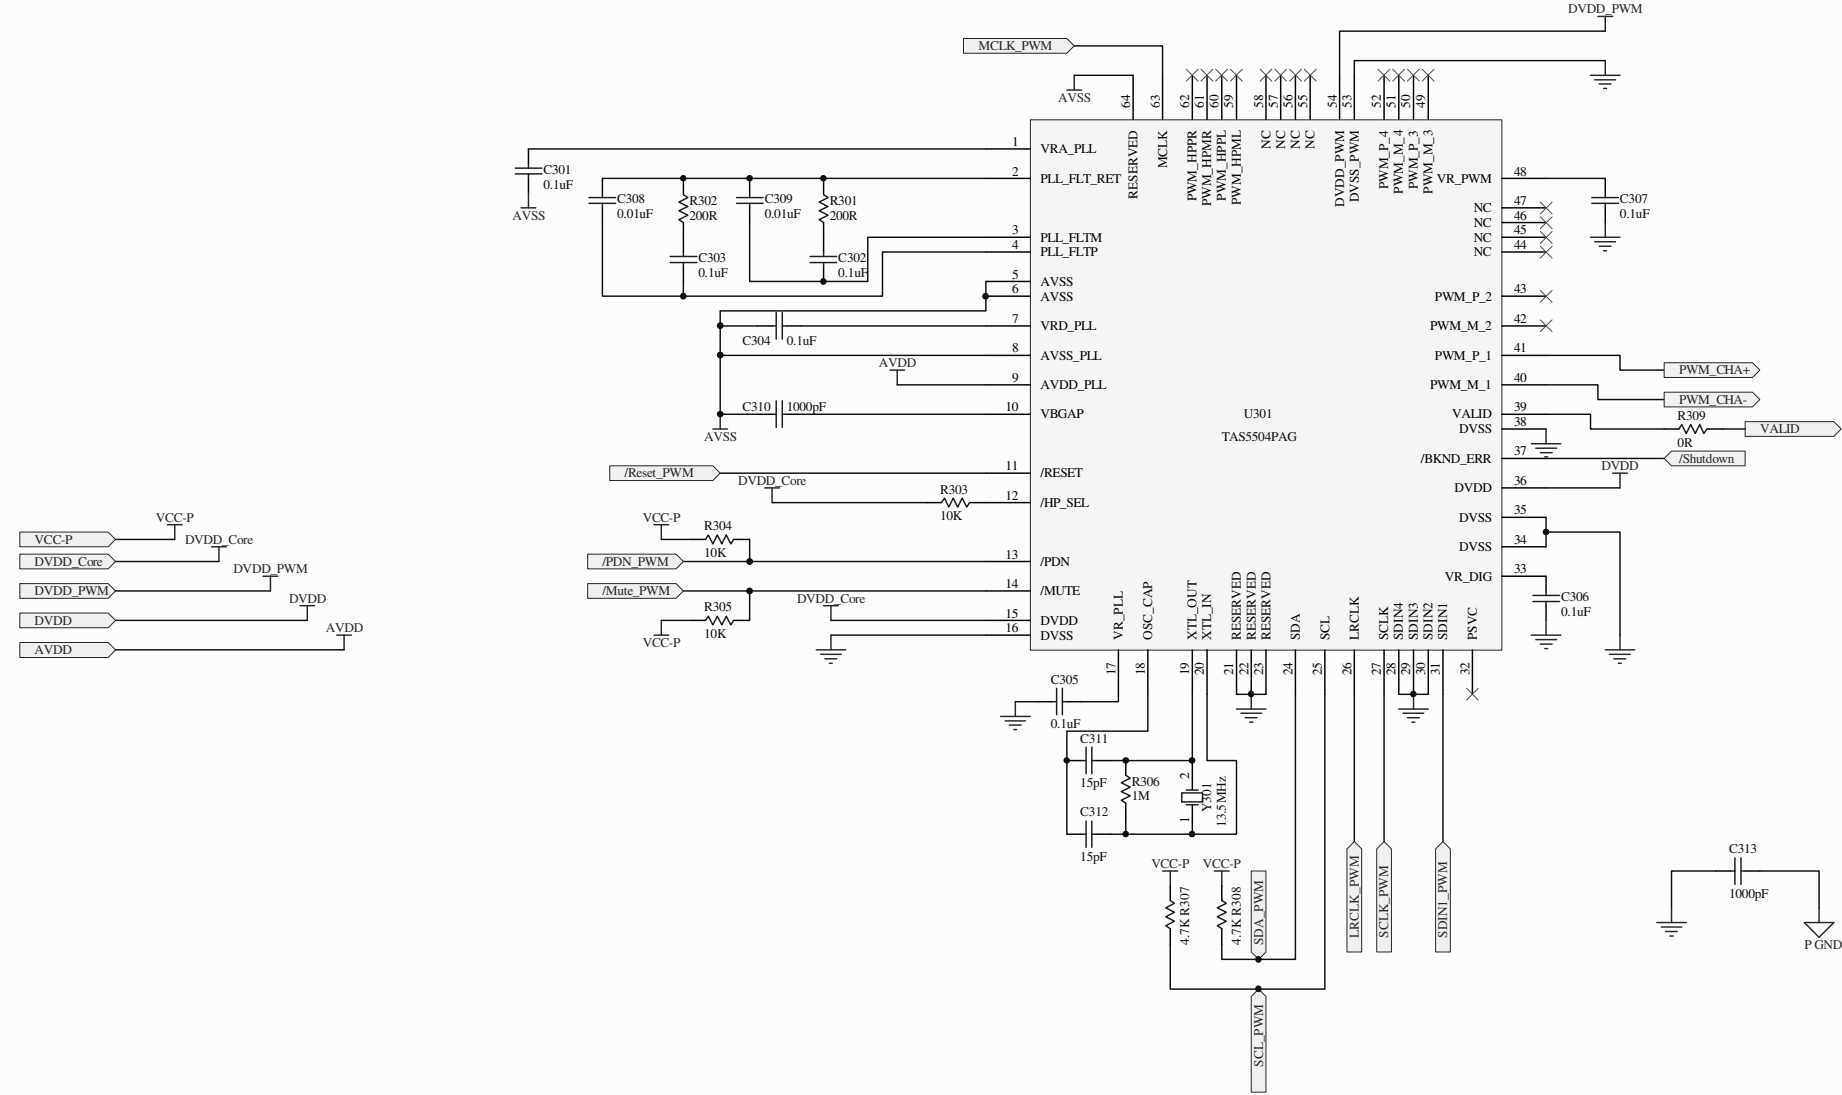 DVDD_PWM
MCLK_PWM
AVSS
64
63
62
61
60
59
58
57
56
55
54
53
52
51
50
49
RESERVED
MCLK
PWM_HPPR
PWM_HPMR
PWM_HPPL
PWM_HPML
NC
NC
NC
NC
DVDD_PWM
DVSS_PWM
PWM_P_4
PWM_M_4
PWM_P_3
PWM_M_3
1 VRA_PLL
C301
0.1uF
AVSS
2 PLL_FLT_RET
C308
0.01uF
R302
200R
C309
0.01uF
R301
200R
3 PLL_FLTM
4 PLL_FLTP
C303
0.1uF
C302
0.1uF
5 AVSS
6 AVSS
7 VRD_PLL
C304 0.1uF
8 AVSS_PLL
AVDD
9 AVDD_PLL
C310 1000pF
10 VBGAP
AVSS
U301
TAS5504PAG
/Reset_PWM
11 /RESET
DVDD_Core
R303
10K
12 /HP_SEL
VCC-P
R304
10K
/PDN_PWM
13 /PDN
/Mute_PWM
14 /MUTE
R305
10K
VCC-P
DVDD_Core
15 DVDD
16 DVSS
VR_PWM 48
C307
0.1uF
NC 47
NC 46
NC 45
NC 44
PWM_P_2 43
PWM_M_2 42
PWM_P_1 41
PWM_CHA+
PWM_M_1 40
PWM_CHA-
VALID 39
R309
0R
VALID
DVSS 38
/BKND_ERR 37
/Shutdown
DVDD
DVDD 36
DVSS 35
DVSS 34
VR_DIG 33
C306
0.1uF
VCC-P
VCC-P
DVDD_Core
DVDD_Core
DVDD_PWM
DVDD_PWM
DVDD
DVDD
AVDD
AVDD
VR_PLL
OSC_CAP
XTL_OUT
XTL_IN
RESERVED
RESERVED
RESERVED
SDA
SCL
LRCLK
SCLK
SDIN4
SDIN3
SDIN2
SDIN1
PSVC
17
18
19
20
21
22
23
24
25
26
27
28
29
30
31
32
C305
0.1uF
C311
15pF
R306
1M
2
1
Y301
13.5MHz
C312
15pF
VCC-P
VCC-P
4.7K R307
4.7K R308
SDA_PWM
SCL_PWM
LRCLK_PWM
SCLK_PWM
SDIN1_PWM
C313
1000pF
P GND